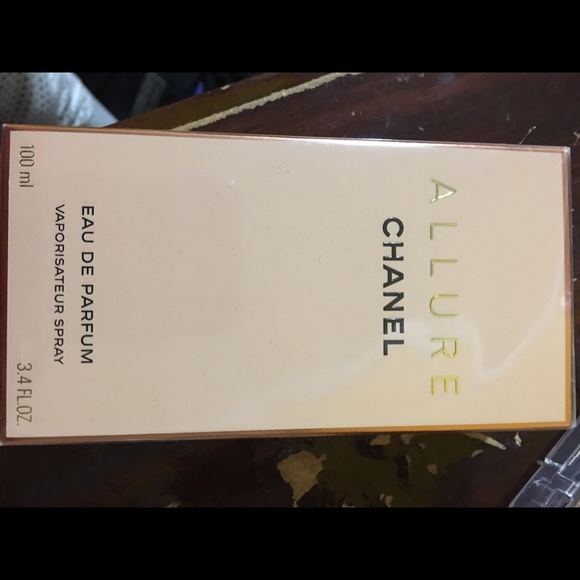 ALLURE
CHANEL
EAU DE PARFUM
VAPORISATEUR SPRAY
100 ml 3.4 FL.OZ.